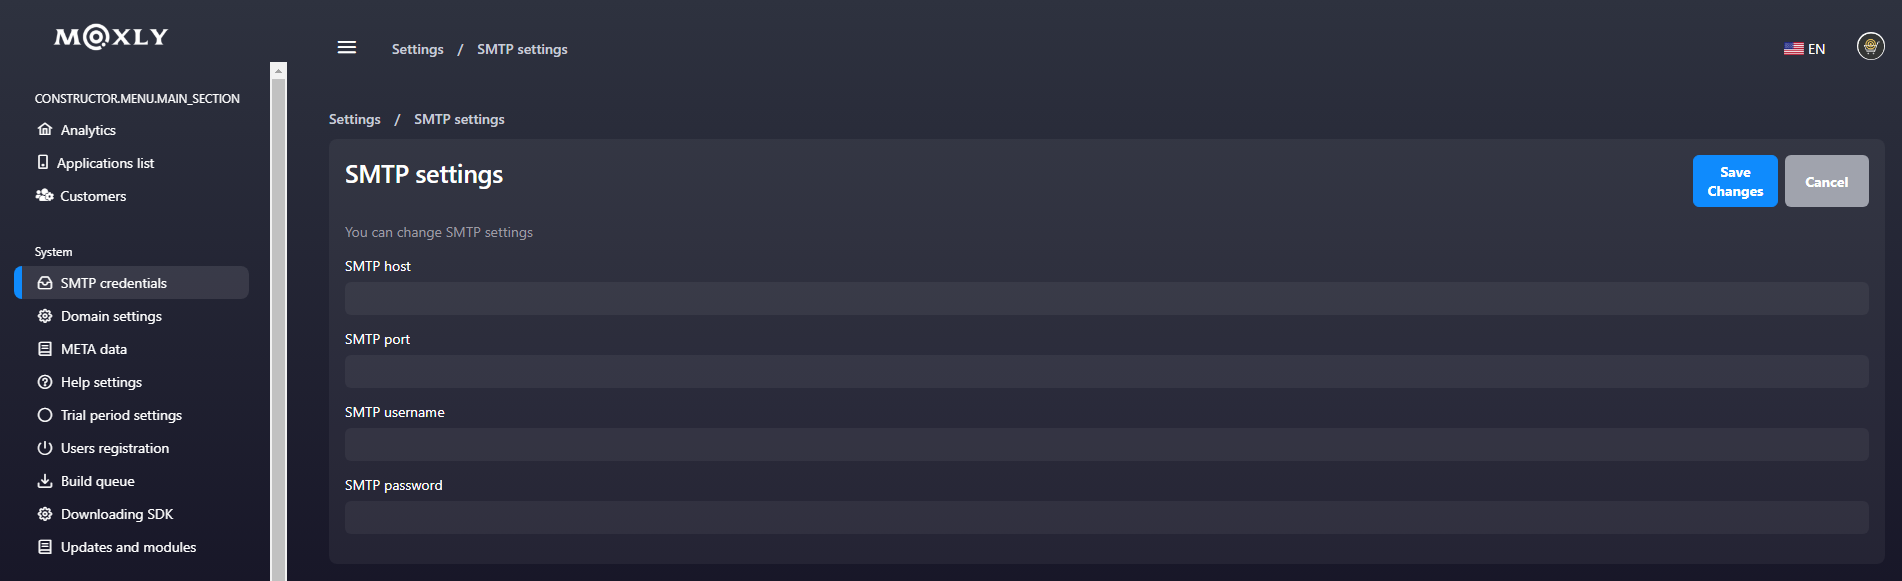 MOXLY
CONSTRUCTOR.MENU.MAIN_SECTION
Analytics
Applications list
Customers
System
SMTP credentials
Domain settings
META data
Help settings
Trial period settings
Users registration
Build queue
Downloading SDK
Updates and modules
Settings / SMTP settings
EN
Settings / SMTP settings
SMTP settings
Save
Changes
Cancel
You can change SMTP settings
SMTP host
SMTP port
SMTP username
SMTP password